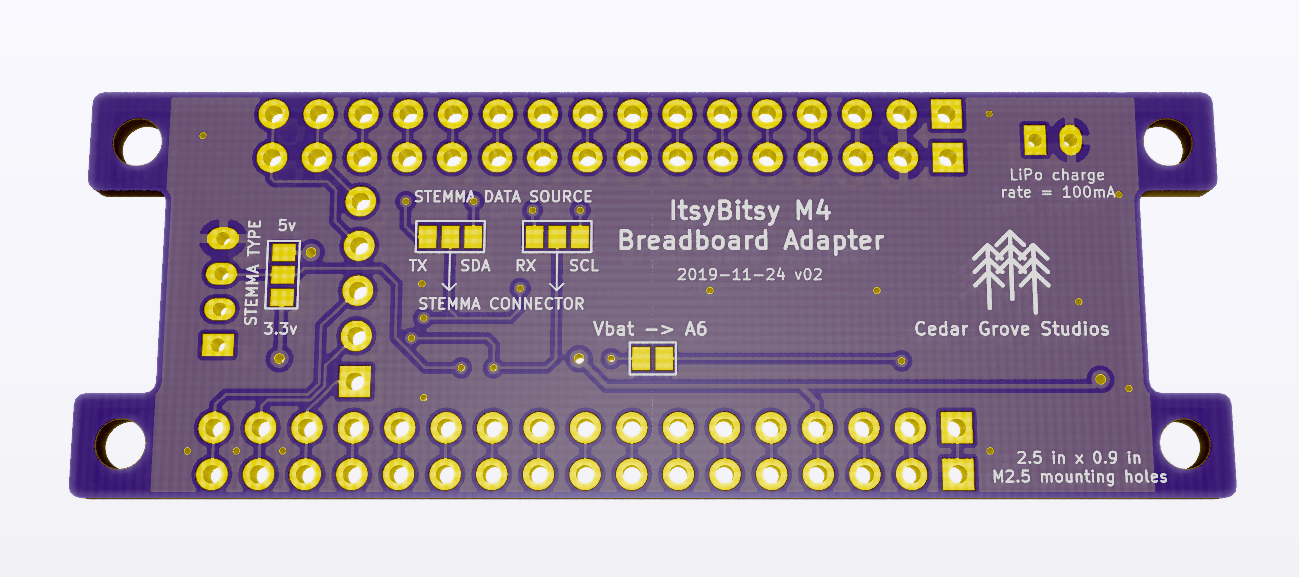 LiPo charge
rate = 100mA
STEMMA DATA SOURCE
ItsyBitsy M4
Breadboard Adapter
2019-11-24 v02
5v
STEMMA TYPE
3.3v
TX SDA RX SCL
STEMMA CONNECTOR
Vbat -> A6
Cedar Grove Studios
2.5 in x 0.9 in
M2.5 mounting holes